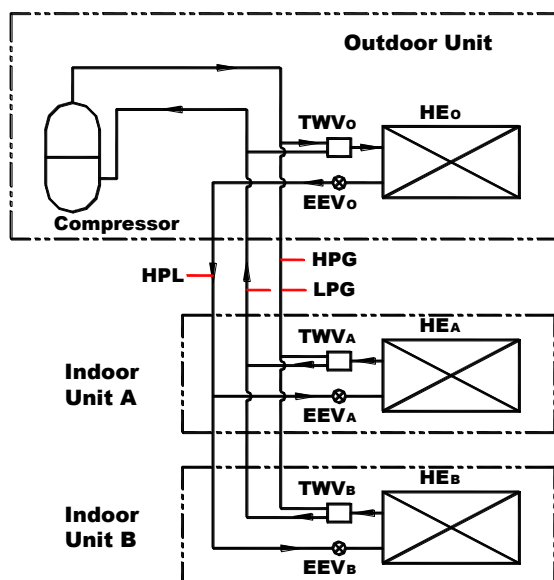 Outdoor Unit
TWVO
HEO
EEVO
Compressor
HPG
HPL
LPG
HEA
TWVA
Indoor
Unit A
EEVA
HEB
TWVB
Indoor
Unit B
EEVB